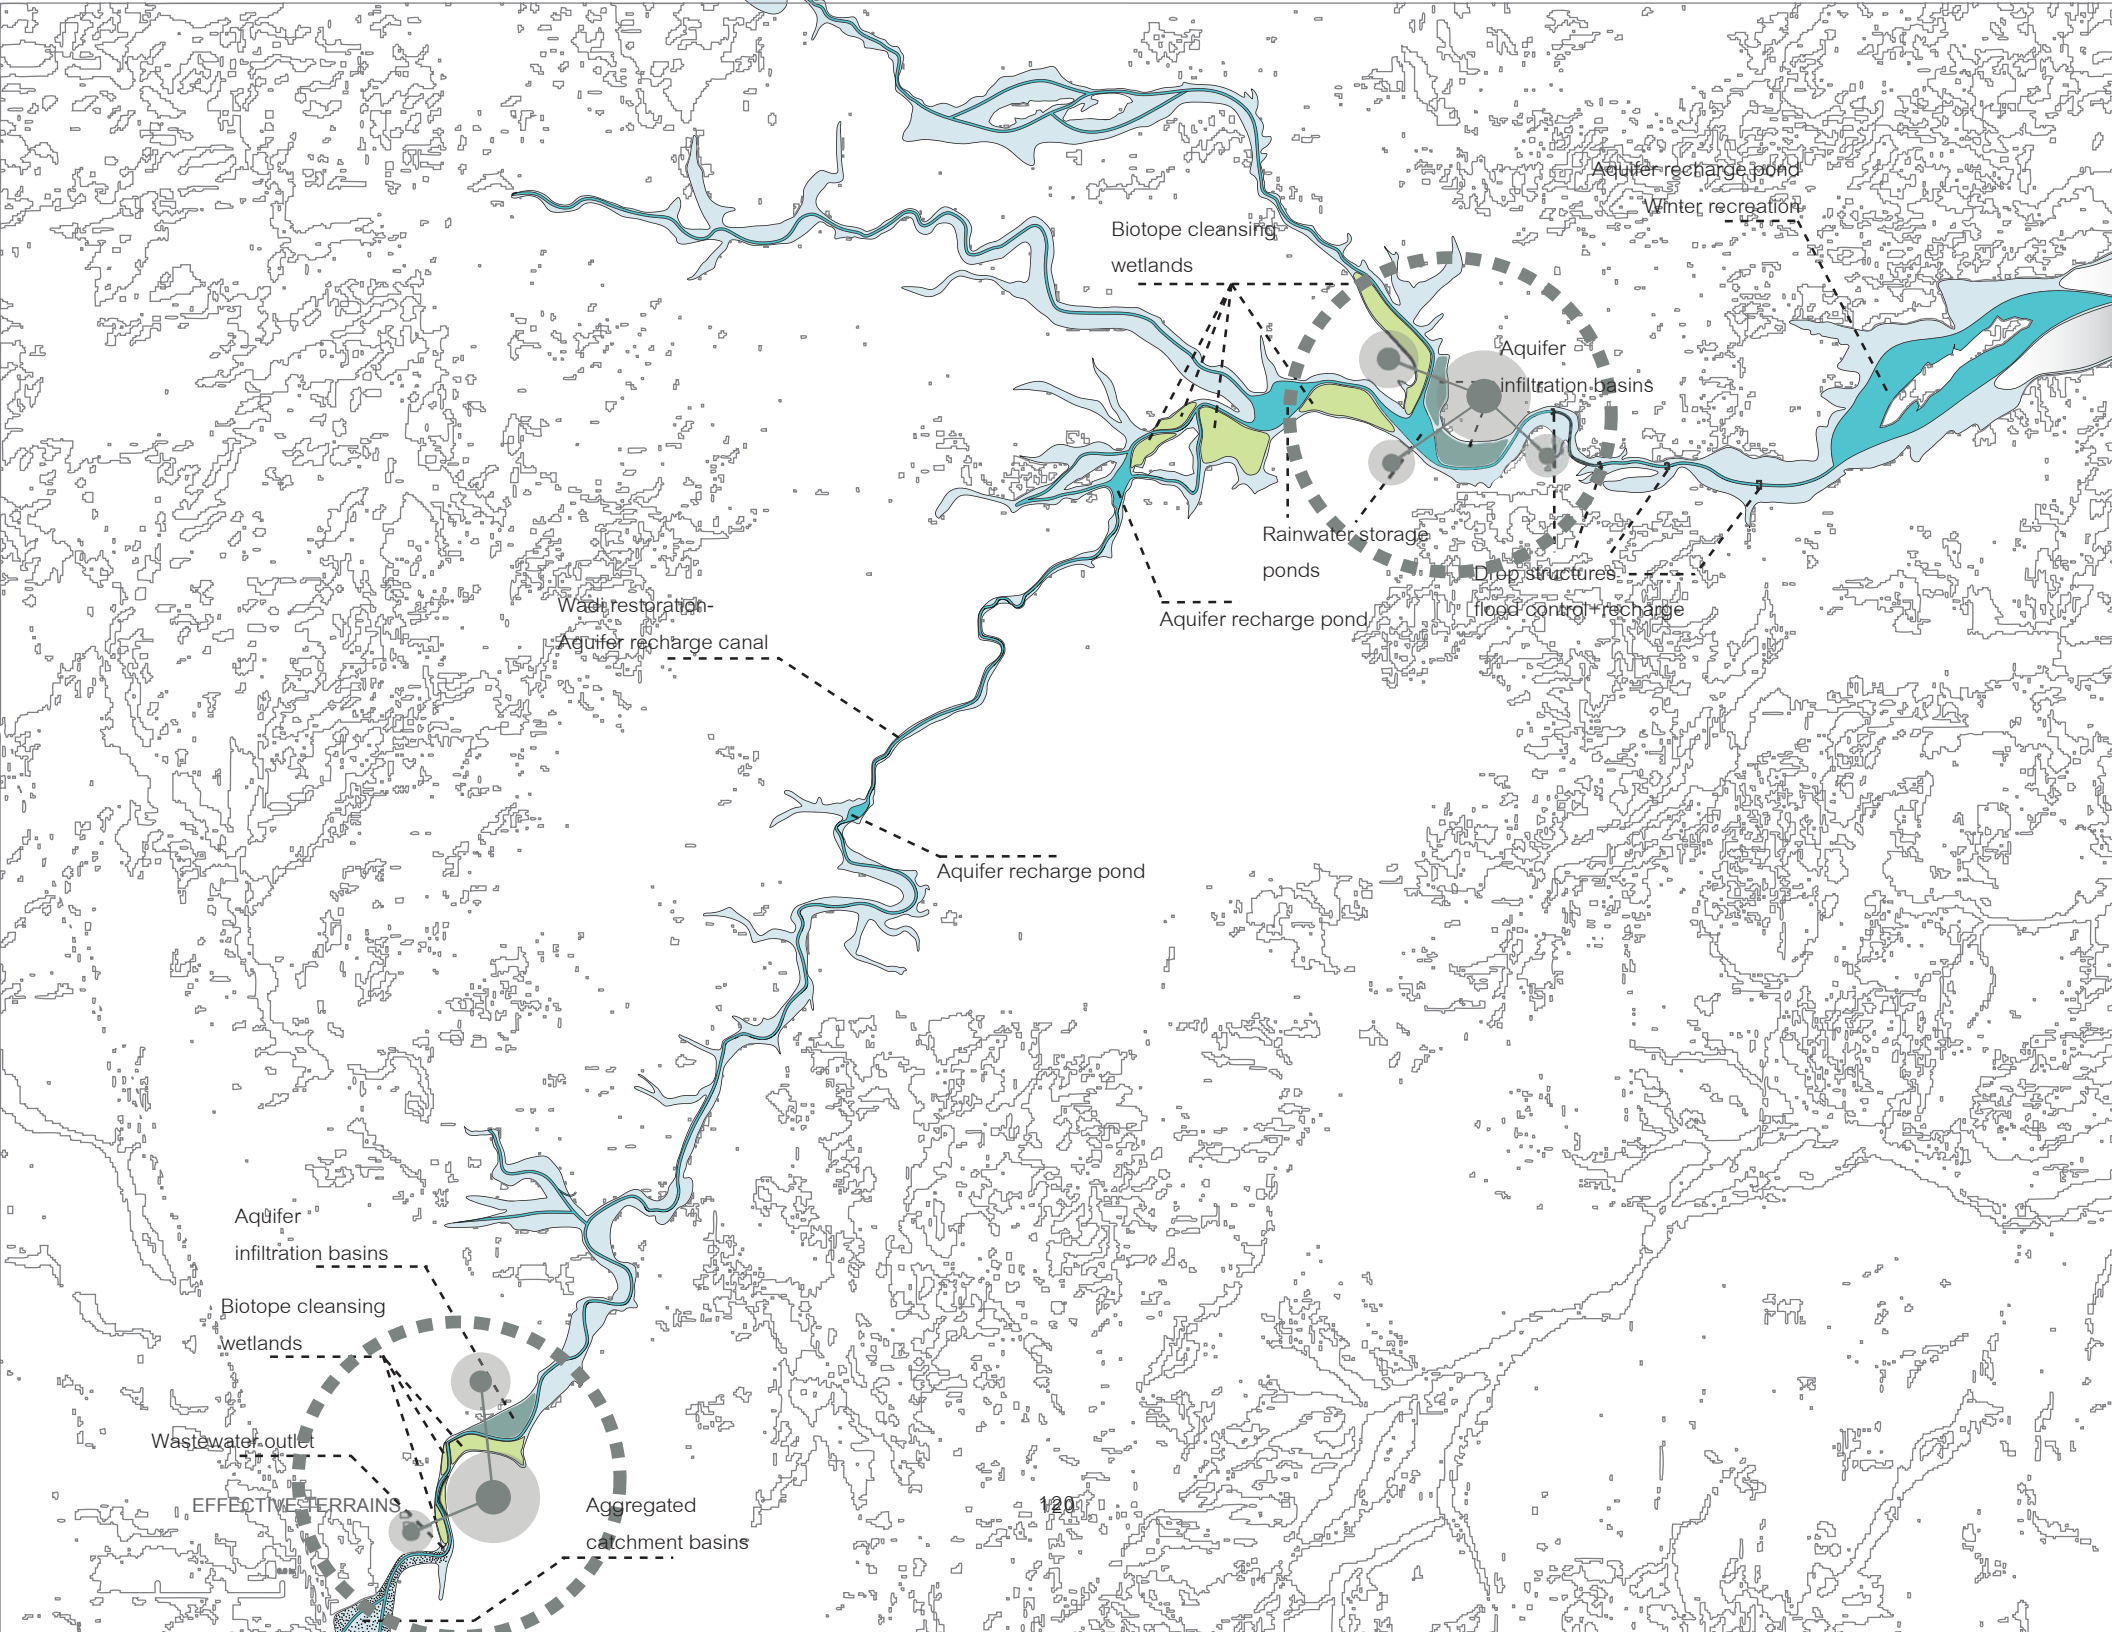 Aquifer recharge pond
Winter recreation
Biotope cleansing
wetlands
Aquifer
infiltration basins
Rainwater storage
ponds
Drop structures
flood control+recharge
Aquifer recharge pond
Wadi restoration-
Aquifer recharge canal
Aquifer recharge pond
Aquifer
infiltration basins
Biotope cleansing
wetlands
Wastewater outlet
EFFECTIVE TERRAINS
120
Aggregated
catchment basins